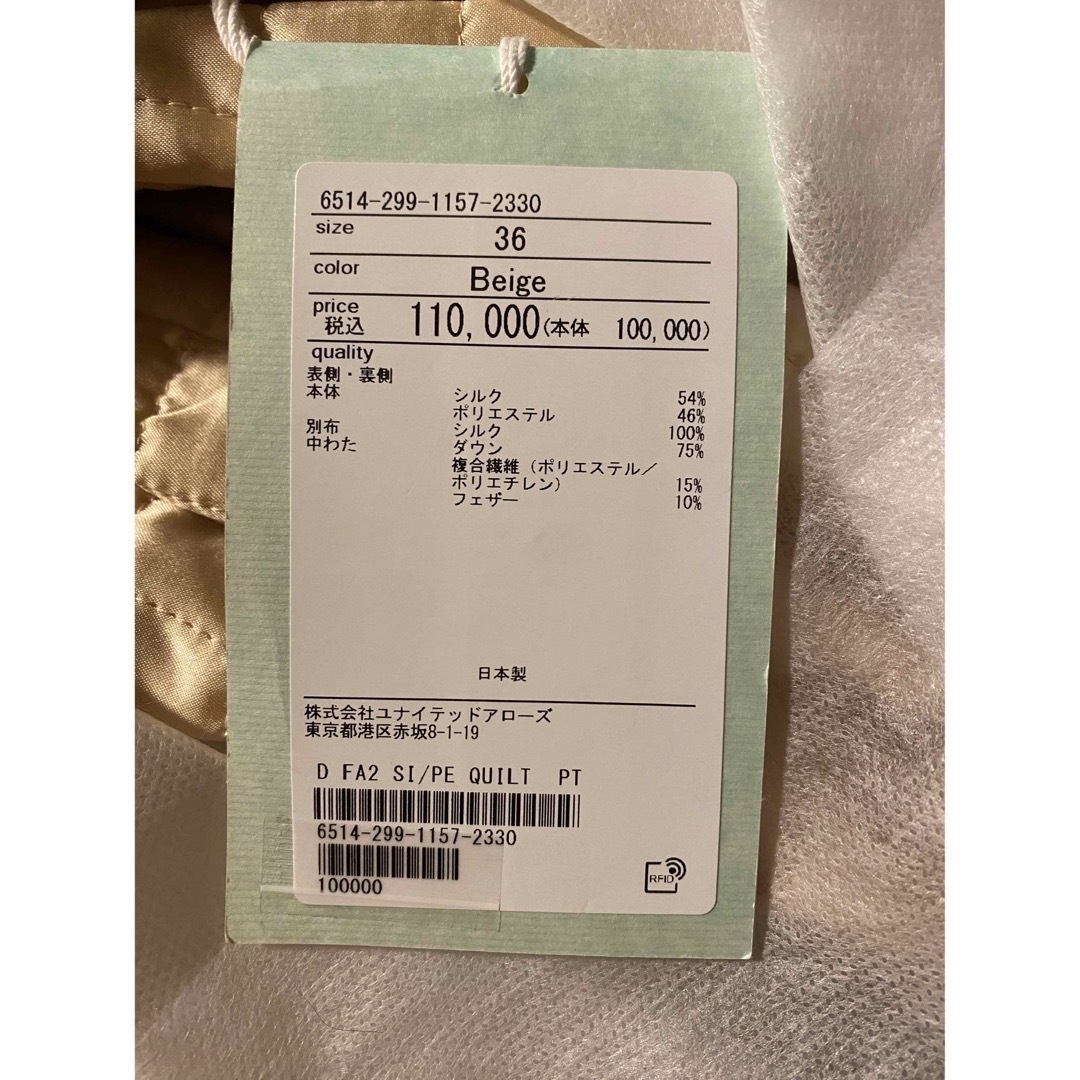 6514-299-1157-2330
size 36
color Beige
price 税込 110,000(本体 100,000)
quality
表側・裏側
本体 シルク 54%
ポリエステル 46%
別布 シルク 100%
中わた ダウン 75%
複合繊維(ポリエステル/
ポリエチレン) 15%
フェザー 10%
日本製
株式会社ユナイテッドアローズ
東京都港区赤坂8-1-19
D FA2 SI/PE QUILT PT
6514-299-1157-2330
100000
RFID